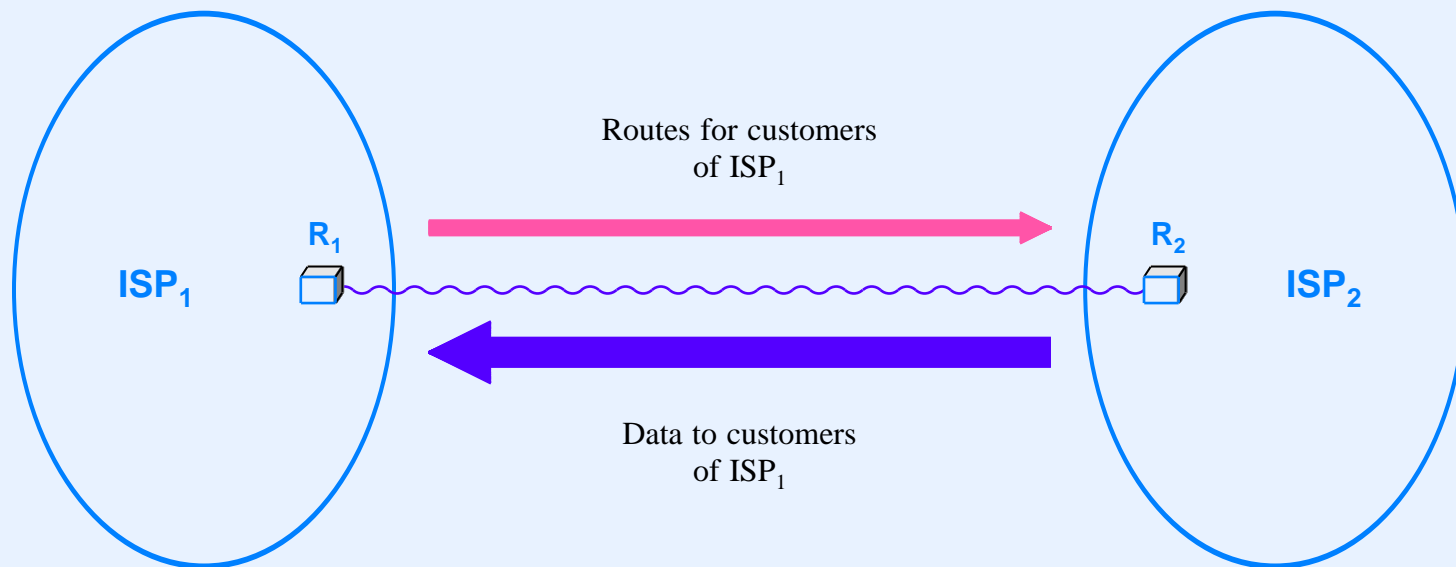 Routes for customers
of ISP₁
R₁
R₂
ISP₁
ISP₂
Data to customers
of ISP₁